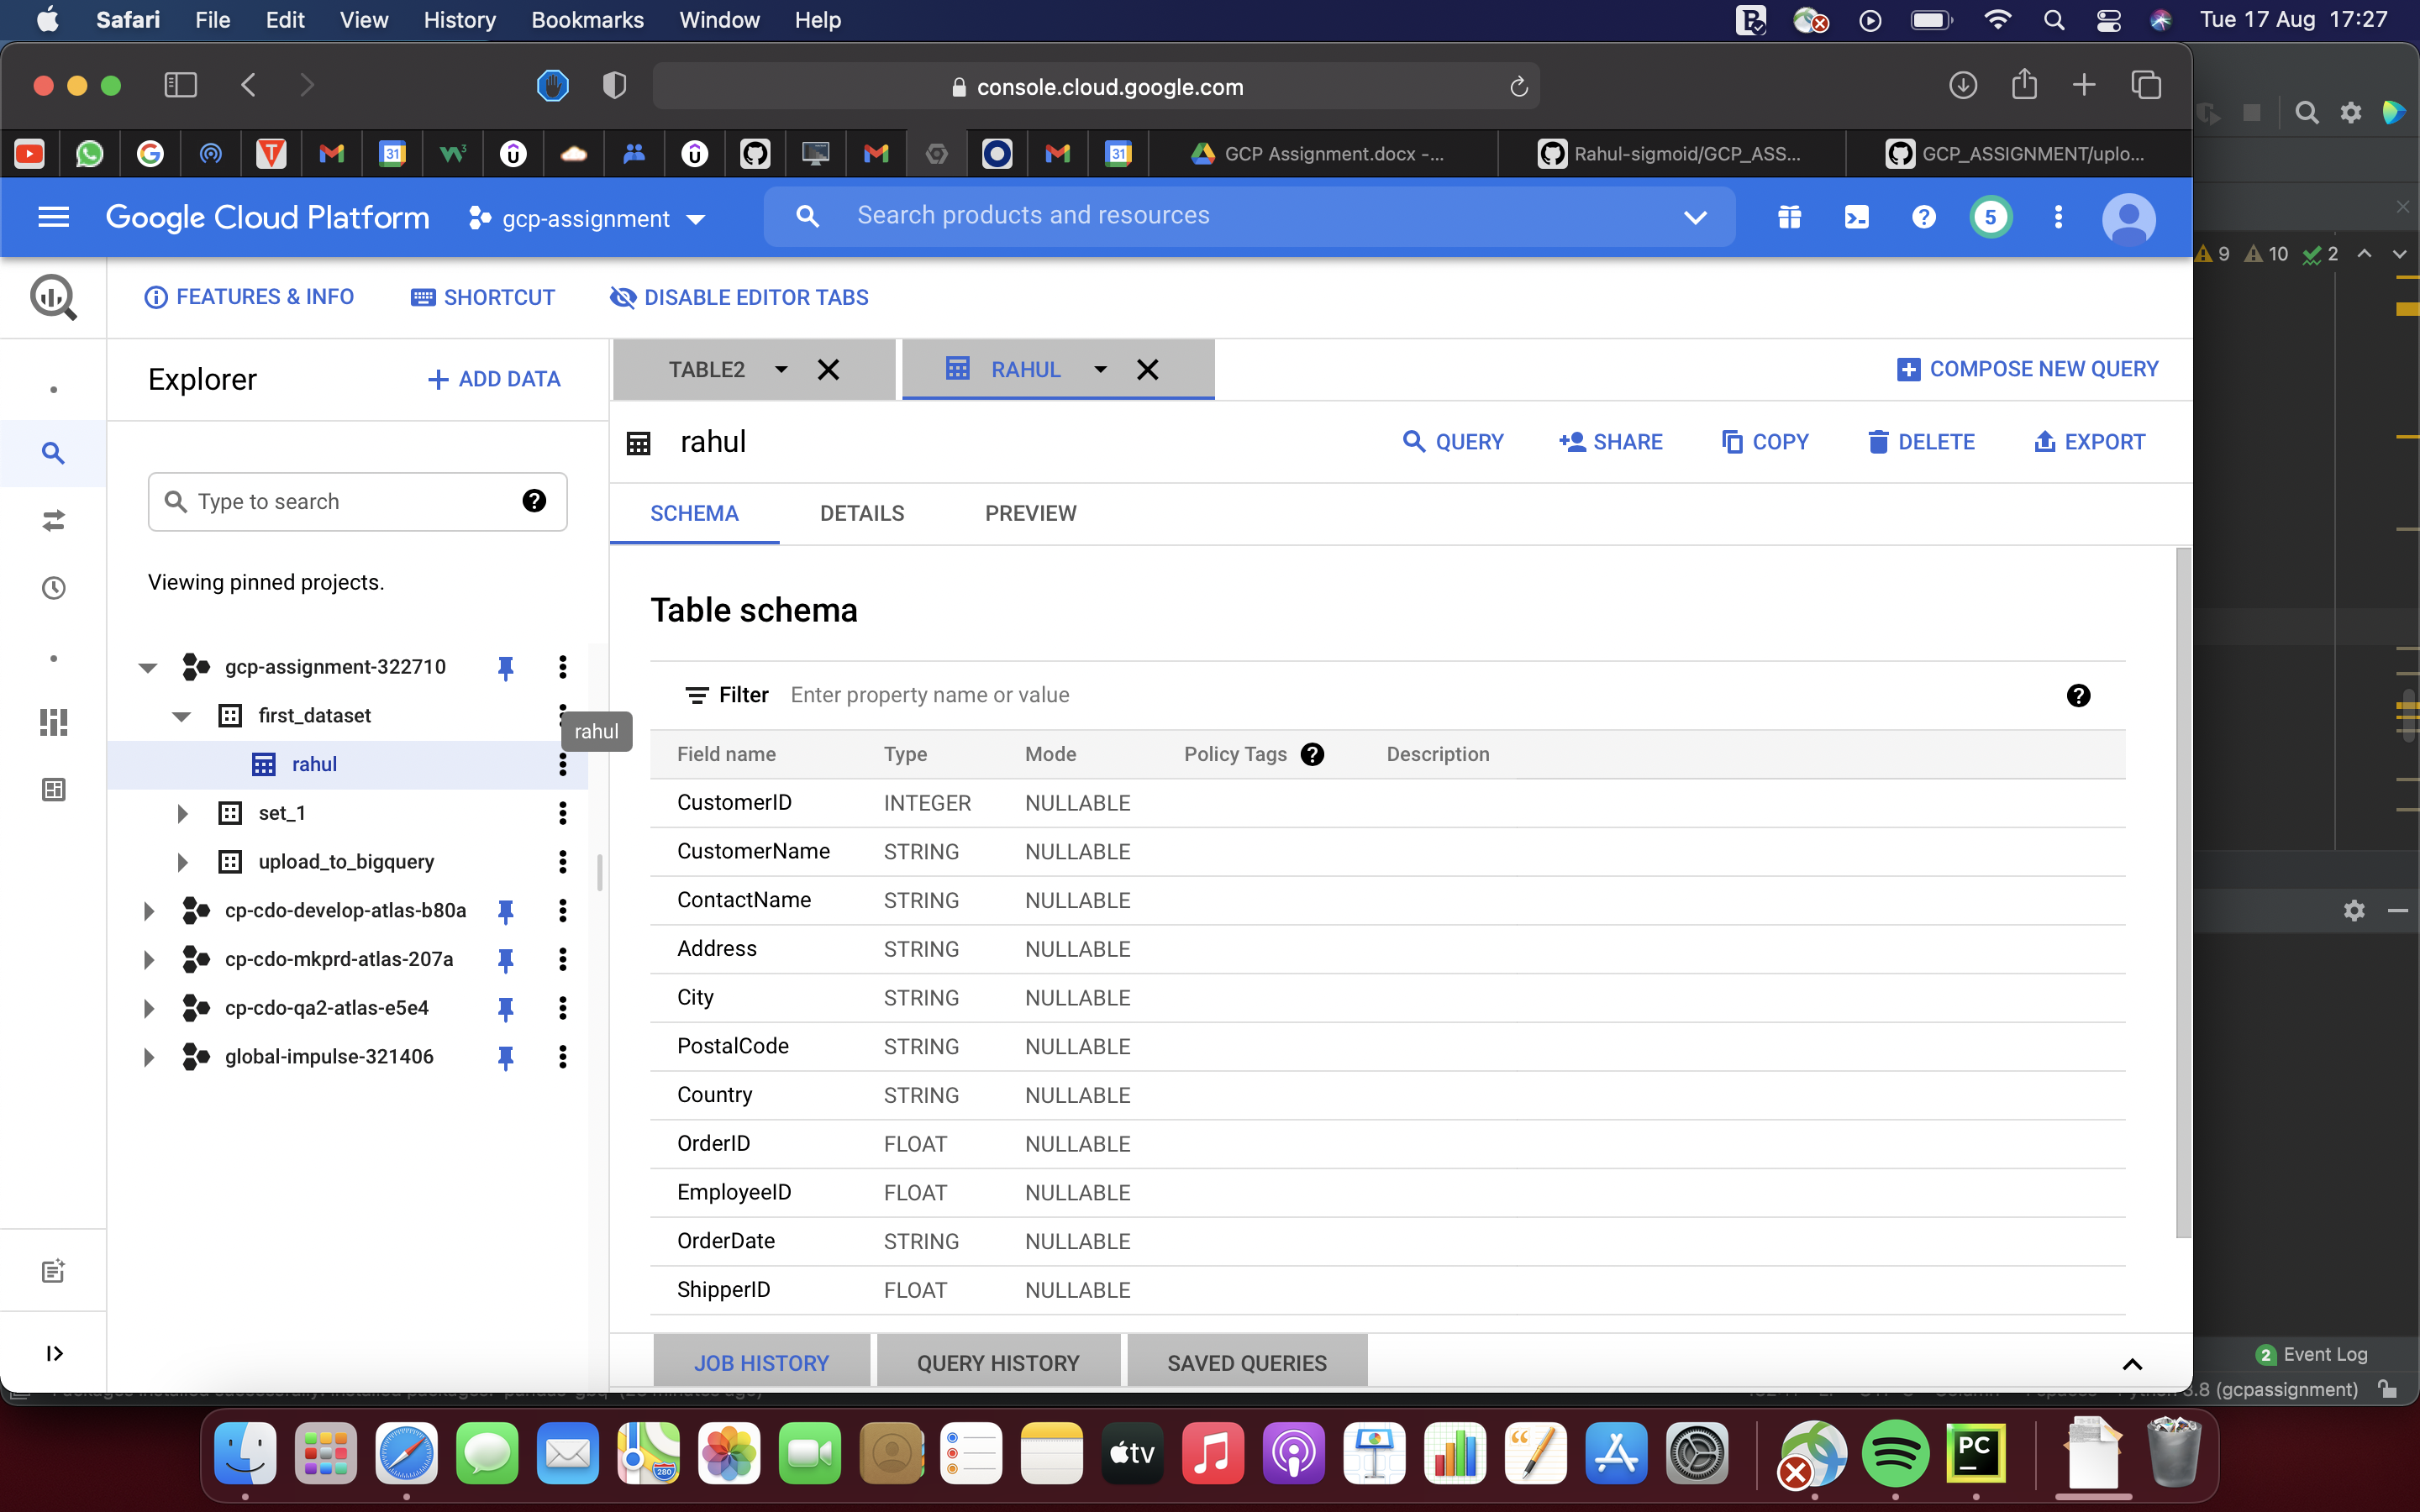 Safari File Edit View History Bookmarks Window Help Tue 17 Aug 17:27
console.cloud.google.com
GCP Assignment.docx -... Rahul-sigmoid/GCP_ASS... GCP_ASSIGNMENT/uplo...
Google Cloud Platform gcp-assignment Search products and resources 5
9 10 2
FEATURES & INFO SHORTCUT DISABLE EDITOR TABS
Explorer + ADD DATA
TABLE2 RAHUL COMPOSE NEW QUERY
rahul QUERY SHARE COPY DELETE EXPORT
Type to search
SCHEMA DETAILS PREVIEW
Viewing pinned projects.
Table schema
gcp-assignment-322710
first_dataset
rahul
rahul
set_1
upload_to_bigquery
cp-cdo-develop-atlas-b80a
cp-cdo-mkprd-atlas-207a
cp-cdo-qa2-atlas-e5e4
global-impulse-321406
Filter Enter property name or value
Field name Type Mode Policy Tags Description
CustomerID INTEGER NULLABLE
CustomerName STRING NULLABLE
ContactName STRING NULLABLE
Address STRING NULLABLE
City STRING NULLABLE
PostalCode STRING NULLABLE
Country STRING NULLABLE
OrderID FLOAT NULLABLE
EmployeeID FLOAT NULLABLE
OrderDate STRING NULLABLE
ShipperID FLOAT NULLABLE
JOB HISTORY QUERY HISTORY SAVED QUERIES
2 Event Log
3.8 (gcpassignment)
280
tv
PC